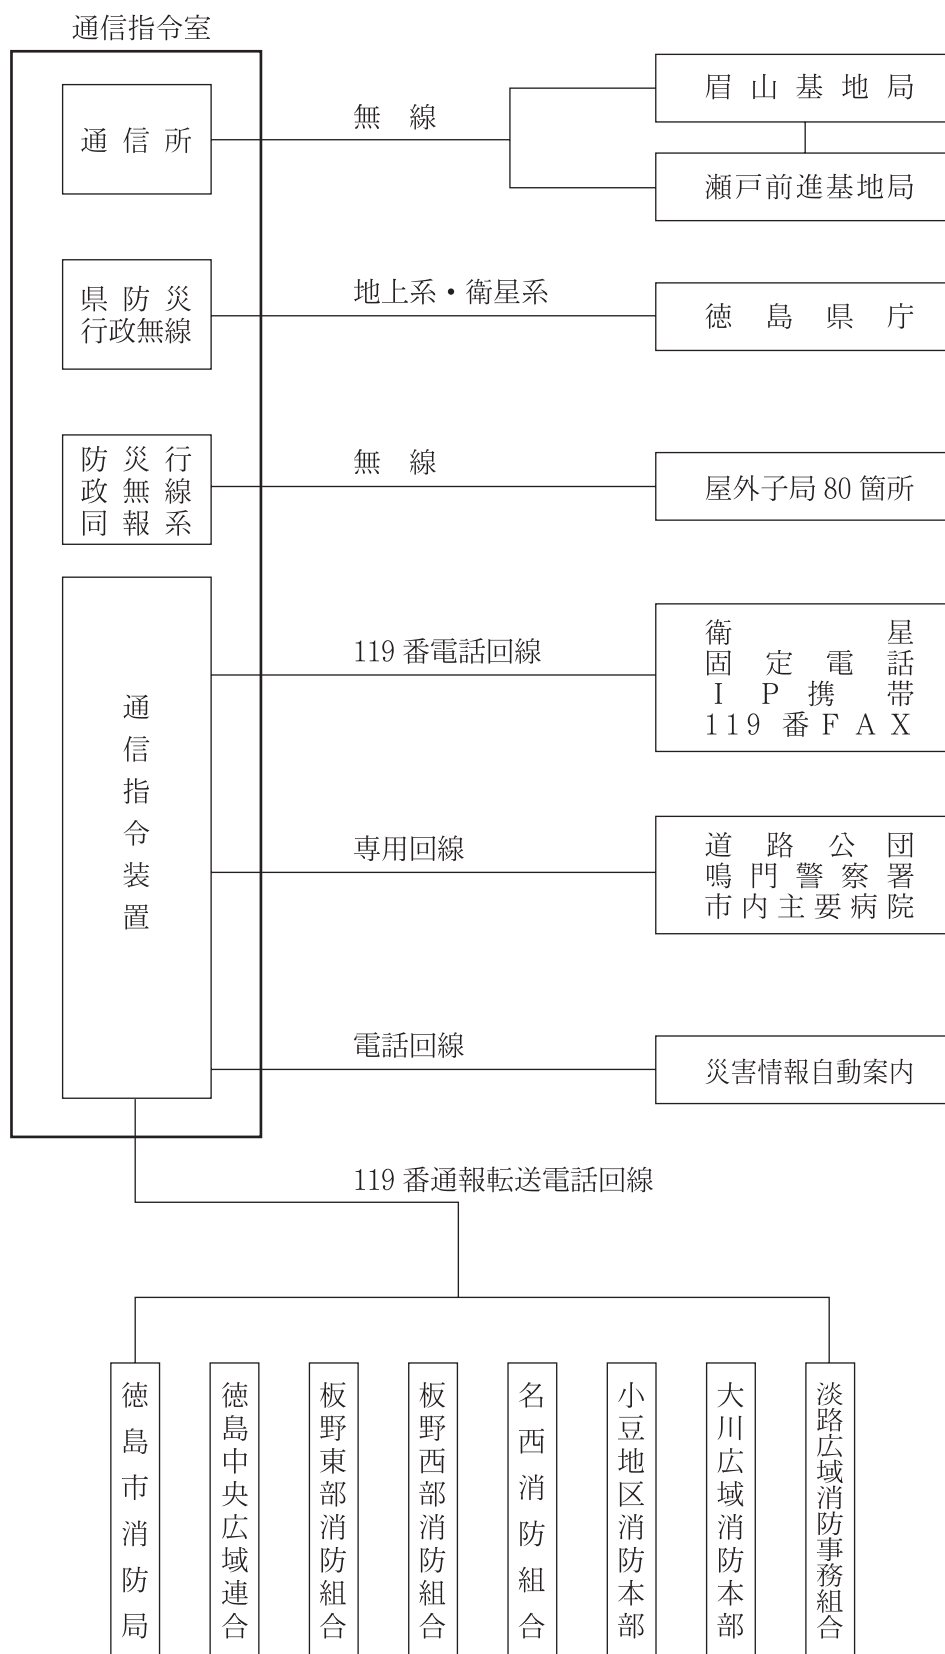 通信指令室
通信所
無線
眉山基地局
瀬戸前進基地局
県防災
行政無線
地上系・衛星系
徳島県庁
防災行
政無線
同報系
無線
屋外子局80箇所
通信指令装置
119番電話回線
衛星
固定電話
IP携帯
119番FAX
専用回線
道路公団
鳴門警察署
市内主要病院
電話回線
災害情報自動案内
119番通報転送電話回線
徳島市消防局
徳島中央広域連合
板野東部消防組合
板野西部消防組合
名西消防組合
小豆地区消防本部
大川広域消防本部
淡路広域消防事務組合